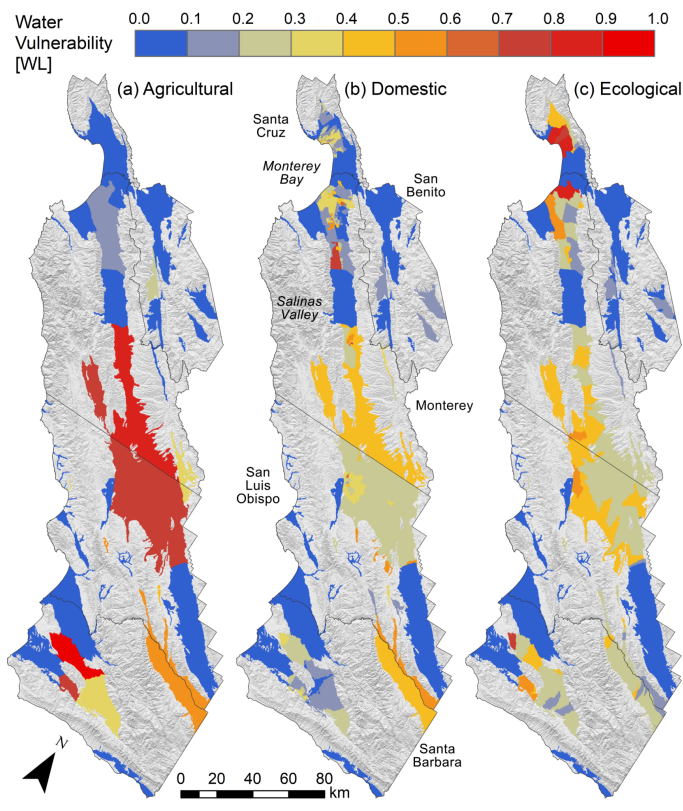 Water
Vulnerability
[WL]
0.0 0.1 0.2 0.3 0.4 0.5 0.6 0.7 0.8 0.9 1.0
(a) Agricultural
(b) Domestic
(c) Ecological
Santa
Cruz
Monterey
Bay
San
Benito
Salinas
Valley
Monterey
San
Luis
Obispo
Santa
Barbara
N
0 10 20 40 60 80
km